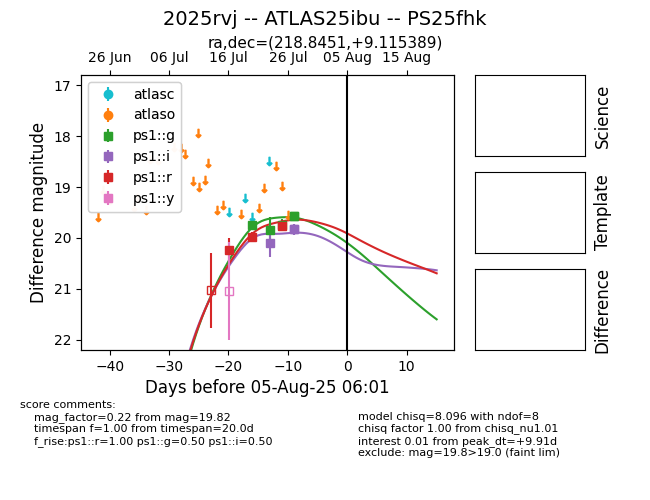 2025rvj -- ATLAS25ibu -- PS25fhk
ra,dec=(218.8451,+9.115389)
26 Jun 06 Jul 16 Jul 26 Jul 05 Aug 15 Aug
17
18
19
20
21
22
Difference magnitude
atlasc
atlaso
ps1::g
ps1::i
ps1::r
ps1::y
−40 −30 −20 −10 0 10
Days before 05-Aug-25 06:01
Science
Template
Difference
score comments:
mag_factor=0.22 from mag=19.82
timespan f=1.00 from timespan=20.0d
f_rise:ps1::r=1.00 ps1::g=0.50 ps1::i=0.50
model chisq=8.096 with ndof=8
chisq factor 1.00 from chisq_nu1.01
interest 0.01 from peak_dt=+9.91d
exclude: mag=19.8>19.0 (faint lim)